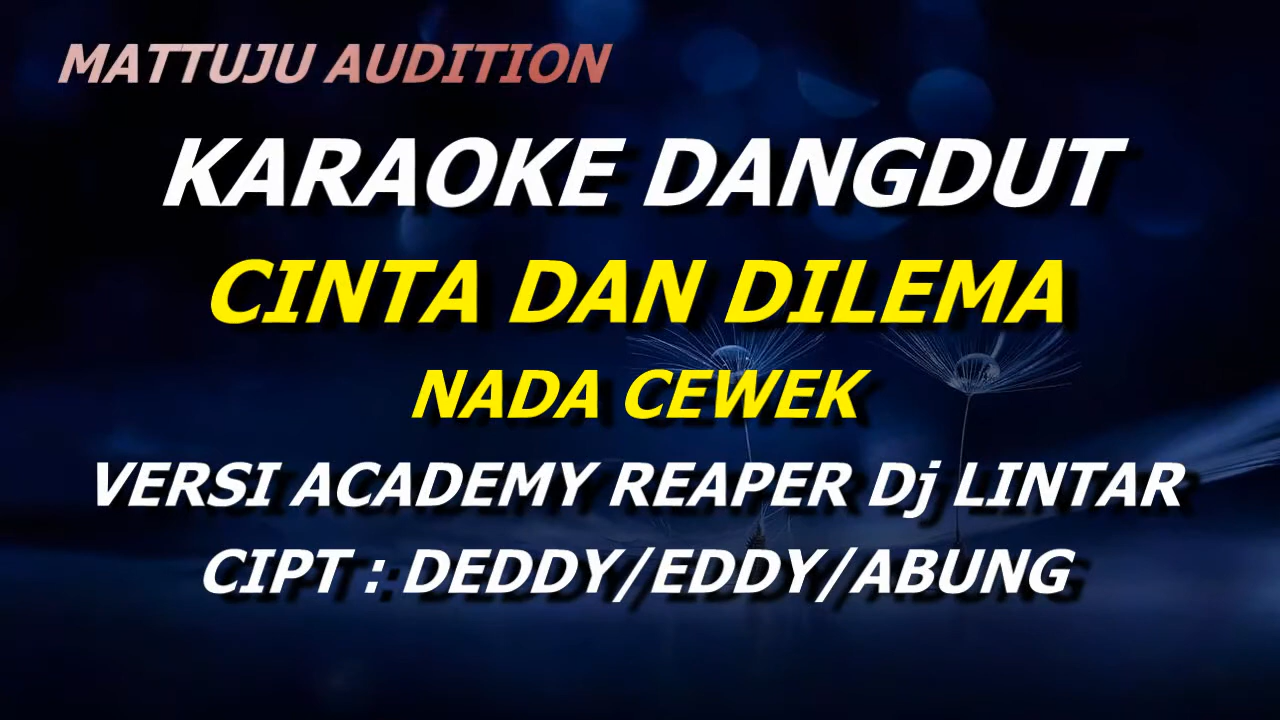 MATTUJU AUDITION
KARAOKE DANGDUT
CINTA DAN DILEMA
NADA CEWEK
VERSI ACADEMY REAPER Dj LINTAR
CIPT : DEDDY/EDDY/ABUNG